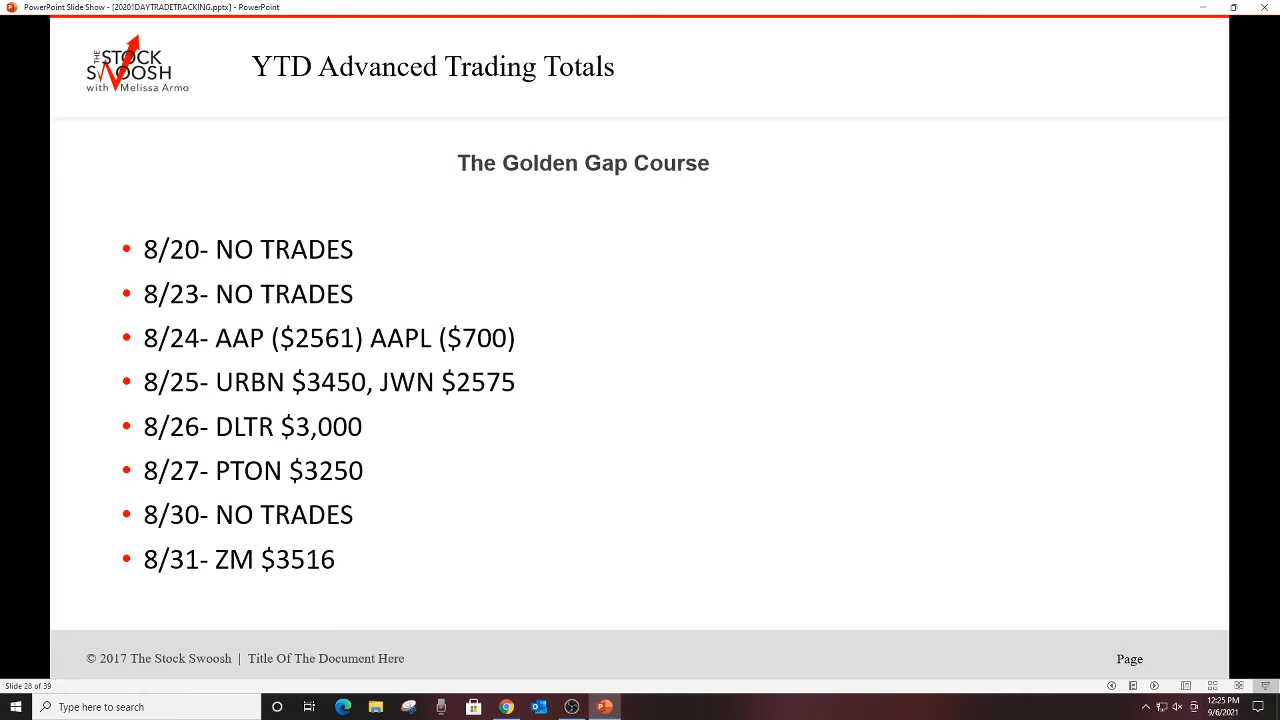 PowerPoint Slide Show - [20201DAYTRADETRACKING.pptx] - PowerPoint
THE
STOCK
SWOOSH
with Melissa Armo
YTD Advanced Trading Totals
The Golden Gap Course
• 8/20- NO TRADES
• 8/23- NO TRADES
• 8/24- AAP ($2561) AAPL ($700)
• 8/25- URBN $3450, JWN $2575
• 8/26- DLTR $3,000
• 8/27- PTON $3250
• 8/30- NO TRADES
• 8/31- ZM $3516
© 2017 The Stock Swoosh | Title Of The Document Here
Page
Slide 28 of 39
Type here to search
12:25 PM
9/6/2021